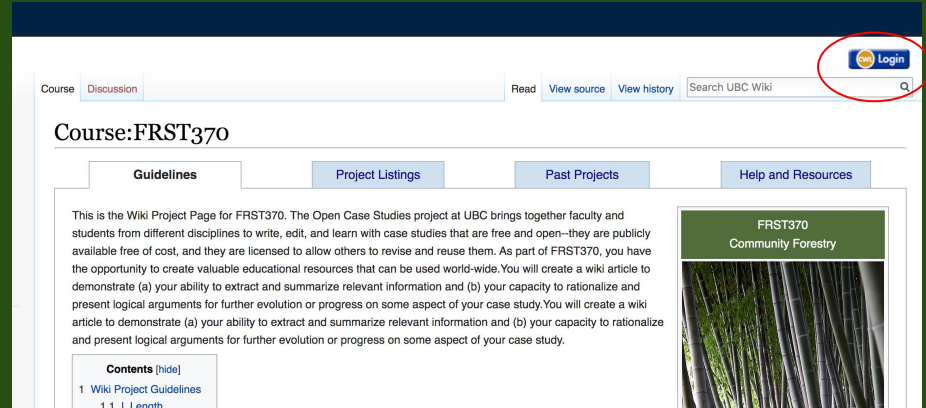 CWL Login
Course Discussion Read View source View history Search UBC Wiki
Course:FRST370
Guidelines Project Listings Past Projects Help and Resources
This is the Wiki Project Page for FRST370. The Open Case Studies project at UBC brings together faculty and
students from different disciplines to write, edit, and learn with case studies that are free and open--they are publicly
available free of cost, and they are licensed to allow others to revise and reuse them. As part of FRST370, you have
the opportunity to create valuable educational resources that can be used world-wide.You will create a wiki article to
demonstrate (a) your ability to extract and summarize relevant information and (b) your capacity to rationalize and
present logical arguments for further evolution or progress on some aspect of your case study.You will create a wiki
article to demonstrate (a) your ability to extract and summarize relevant information and (b) your capacity to rationalize
and present logical arguments for further evolution or progress on some aspect of your case study.
FRST370
Community Forestry
Contents [hide]
1 Wiki Project Guidelines
1.1 I. Length